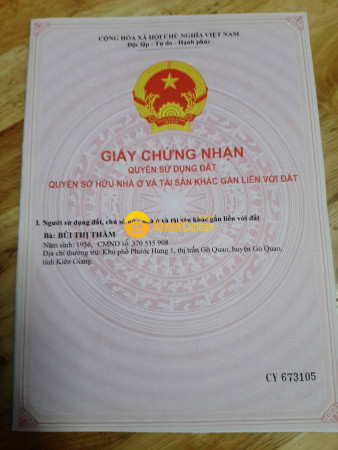 CỘNG HÒA XÃ HỘI CHỦ NGHĨA VIỆT NAM
Độc lập - Tự do - Hạnh phúc
GIẤY CHỨNG NHẬN
QUYỀN SỬ DỤNG ĐẤT
QUYỀN SỞ HỮU NHÀ Ở VÀ TÀI SẢN KHÁC GẮN LIỀN VỚI ĐẤT
I. Người sử dụng đất, chủ sở hữu nhà ở và tài sản khác gắn liền với đất
Bà: BÙI THỊ THẮM
Năm sinh: 1956, CMND số: 370 535 908
Địa chỉ thường trú: Khu phố Phước Hưng 1, thị trấn Gò Quao, huyện Gò Quao,
tỉnh Kiên Giang.
CY 673105